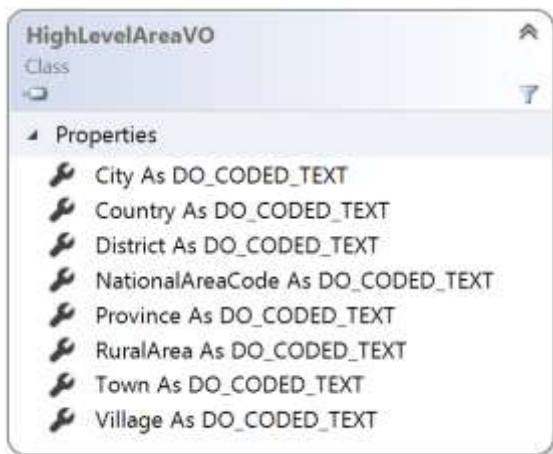 HighLevelAreaVO
Class
Properties
City As DO_CODED_TEXT
Country As DO_CODED_TEXT
District As DO_CODED_TEXT
NationalAreaCode As DO_CODED_TEXT
Province As DO_CODED_TEXT
RuralArea As DO_CODED_TEXT
Town As DO_CODED_TEXT
Village As DO_CODED_TEXT